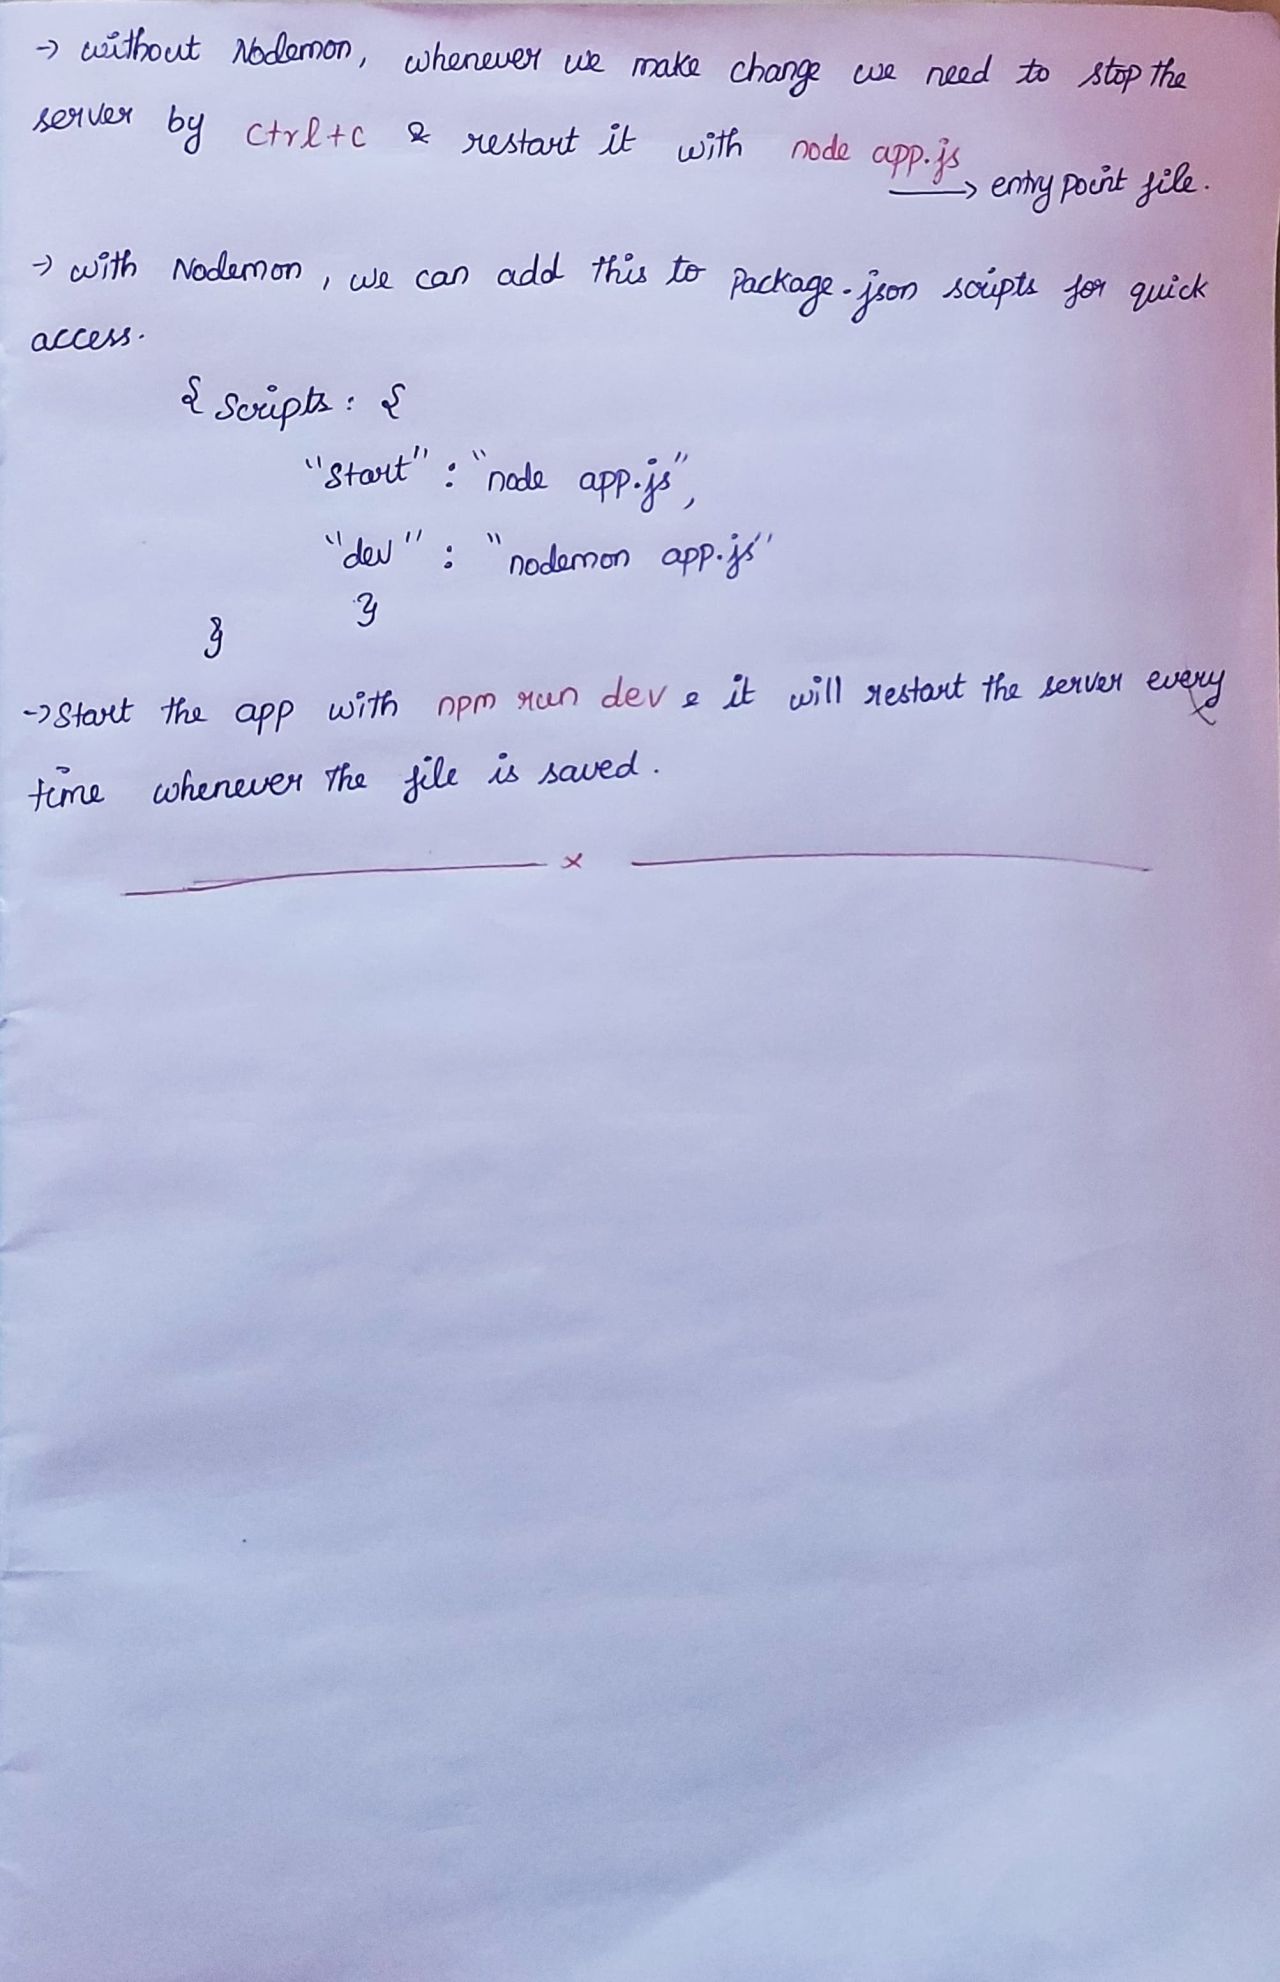 → without Nodemon, whenever we make change we need to stop the
server by Ctrl+C & restart it with node app.js
→ entry point file.
→ with Nodemon, we can add this to Package.json scripts for quick
access.
{ Scripts: {
"Start" : "node app.js",
"dev" : "nodemon app.js"
}
}
→ Start the app with npm run dev & it will restart the server every
time whenever the file is saved.
x